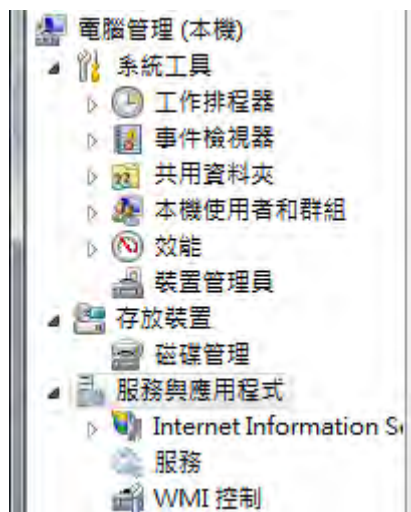 電腦管理 (本機)
系統工具
工作排程器
事件檢視器
共用資料夾
本機使用者和群組
效能
裝置管理員
存放裝置
磁碟管理
服務與應用程式
Internet Information S
服務
WMI 控制